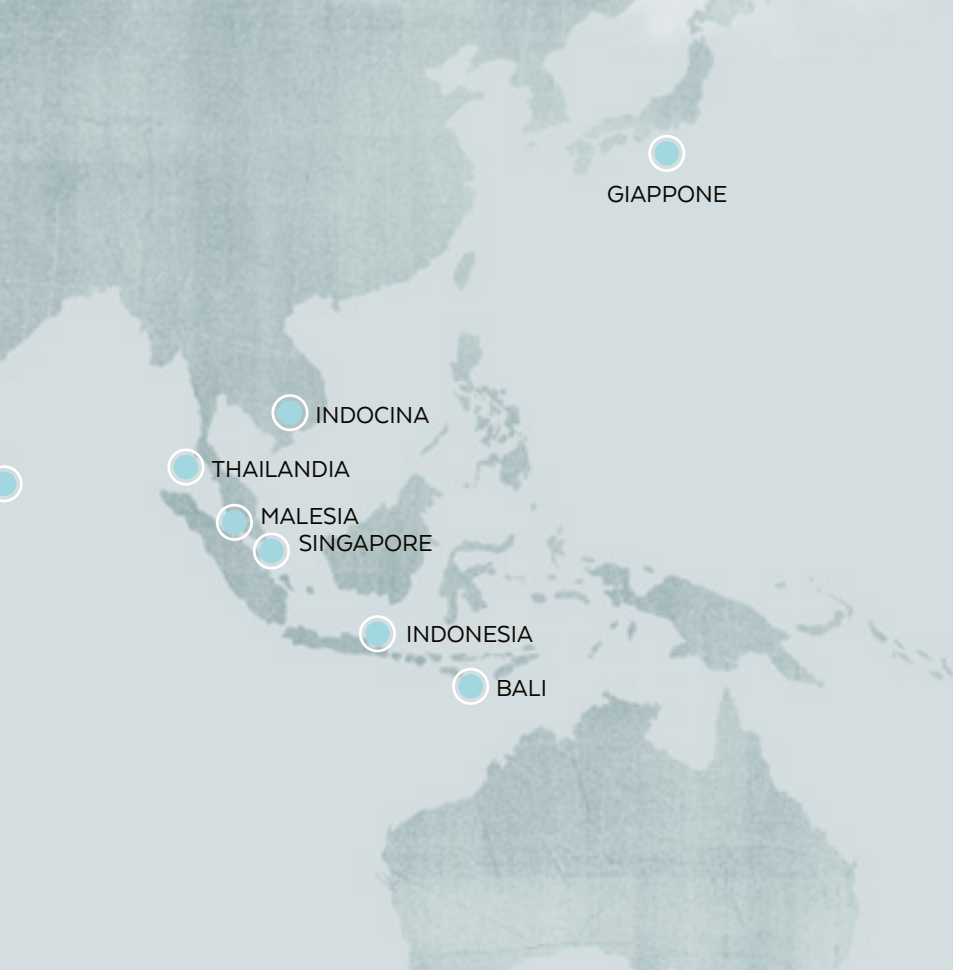 GIAPPONE
INDOCINA
THAILANDIA
MALESIA
SINGAPORE
INDONESIA
BALI